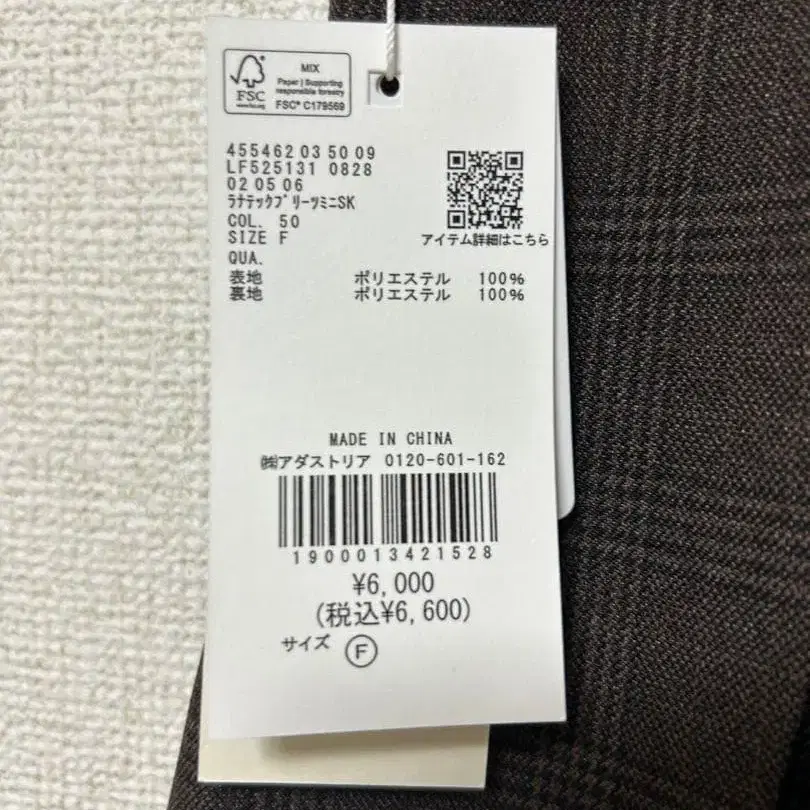 MIX
Paper | Supporting
responsible forestry
FSC
www.fsc.org
FSC® C179569
455462 03 50 09
LF525131 0828
02 05 06
ﾗﾅﾃｯｸﾌﾟﾘｰﾂﾐﾆSK
COL. 50
SIZE F
アイテム詳細はこちら
QUA.
表地 ポリエステル 100%
裏地 ポリエステル 100%
MADE IN CHINA
㈱アダストリア 0120-601-162
1900013421528
¥6,000
(税込¥6,600)
サイズ F